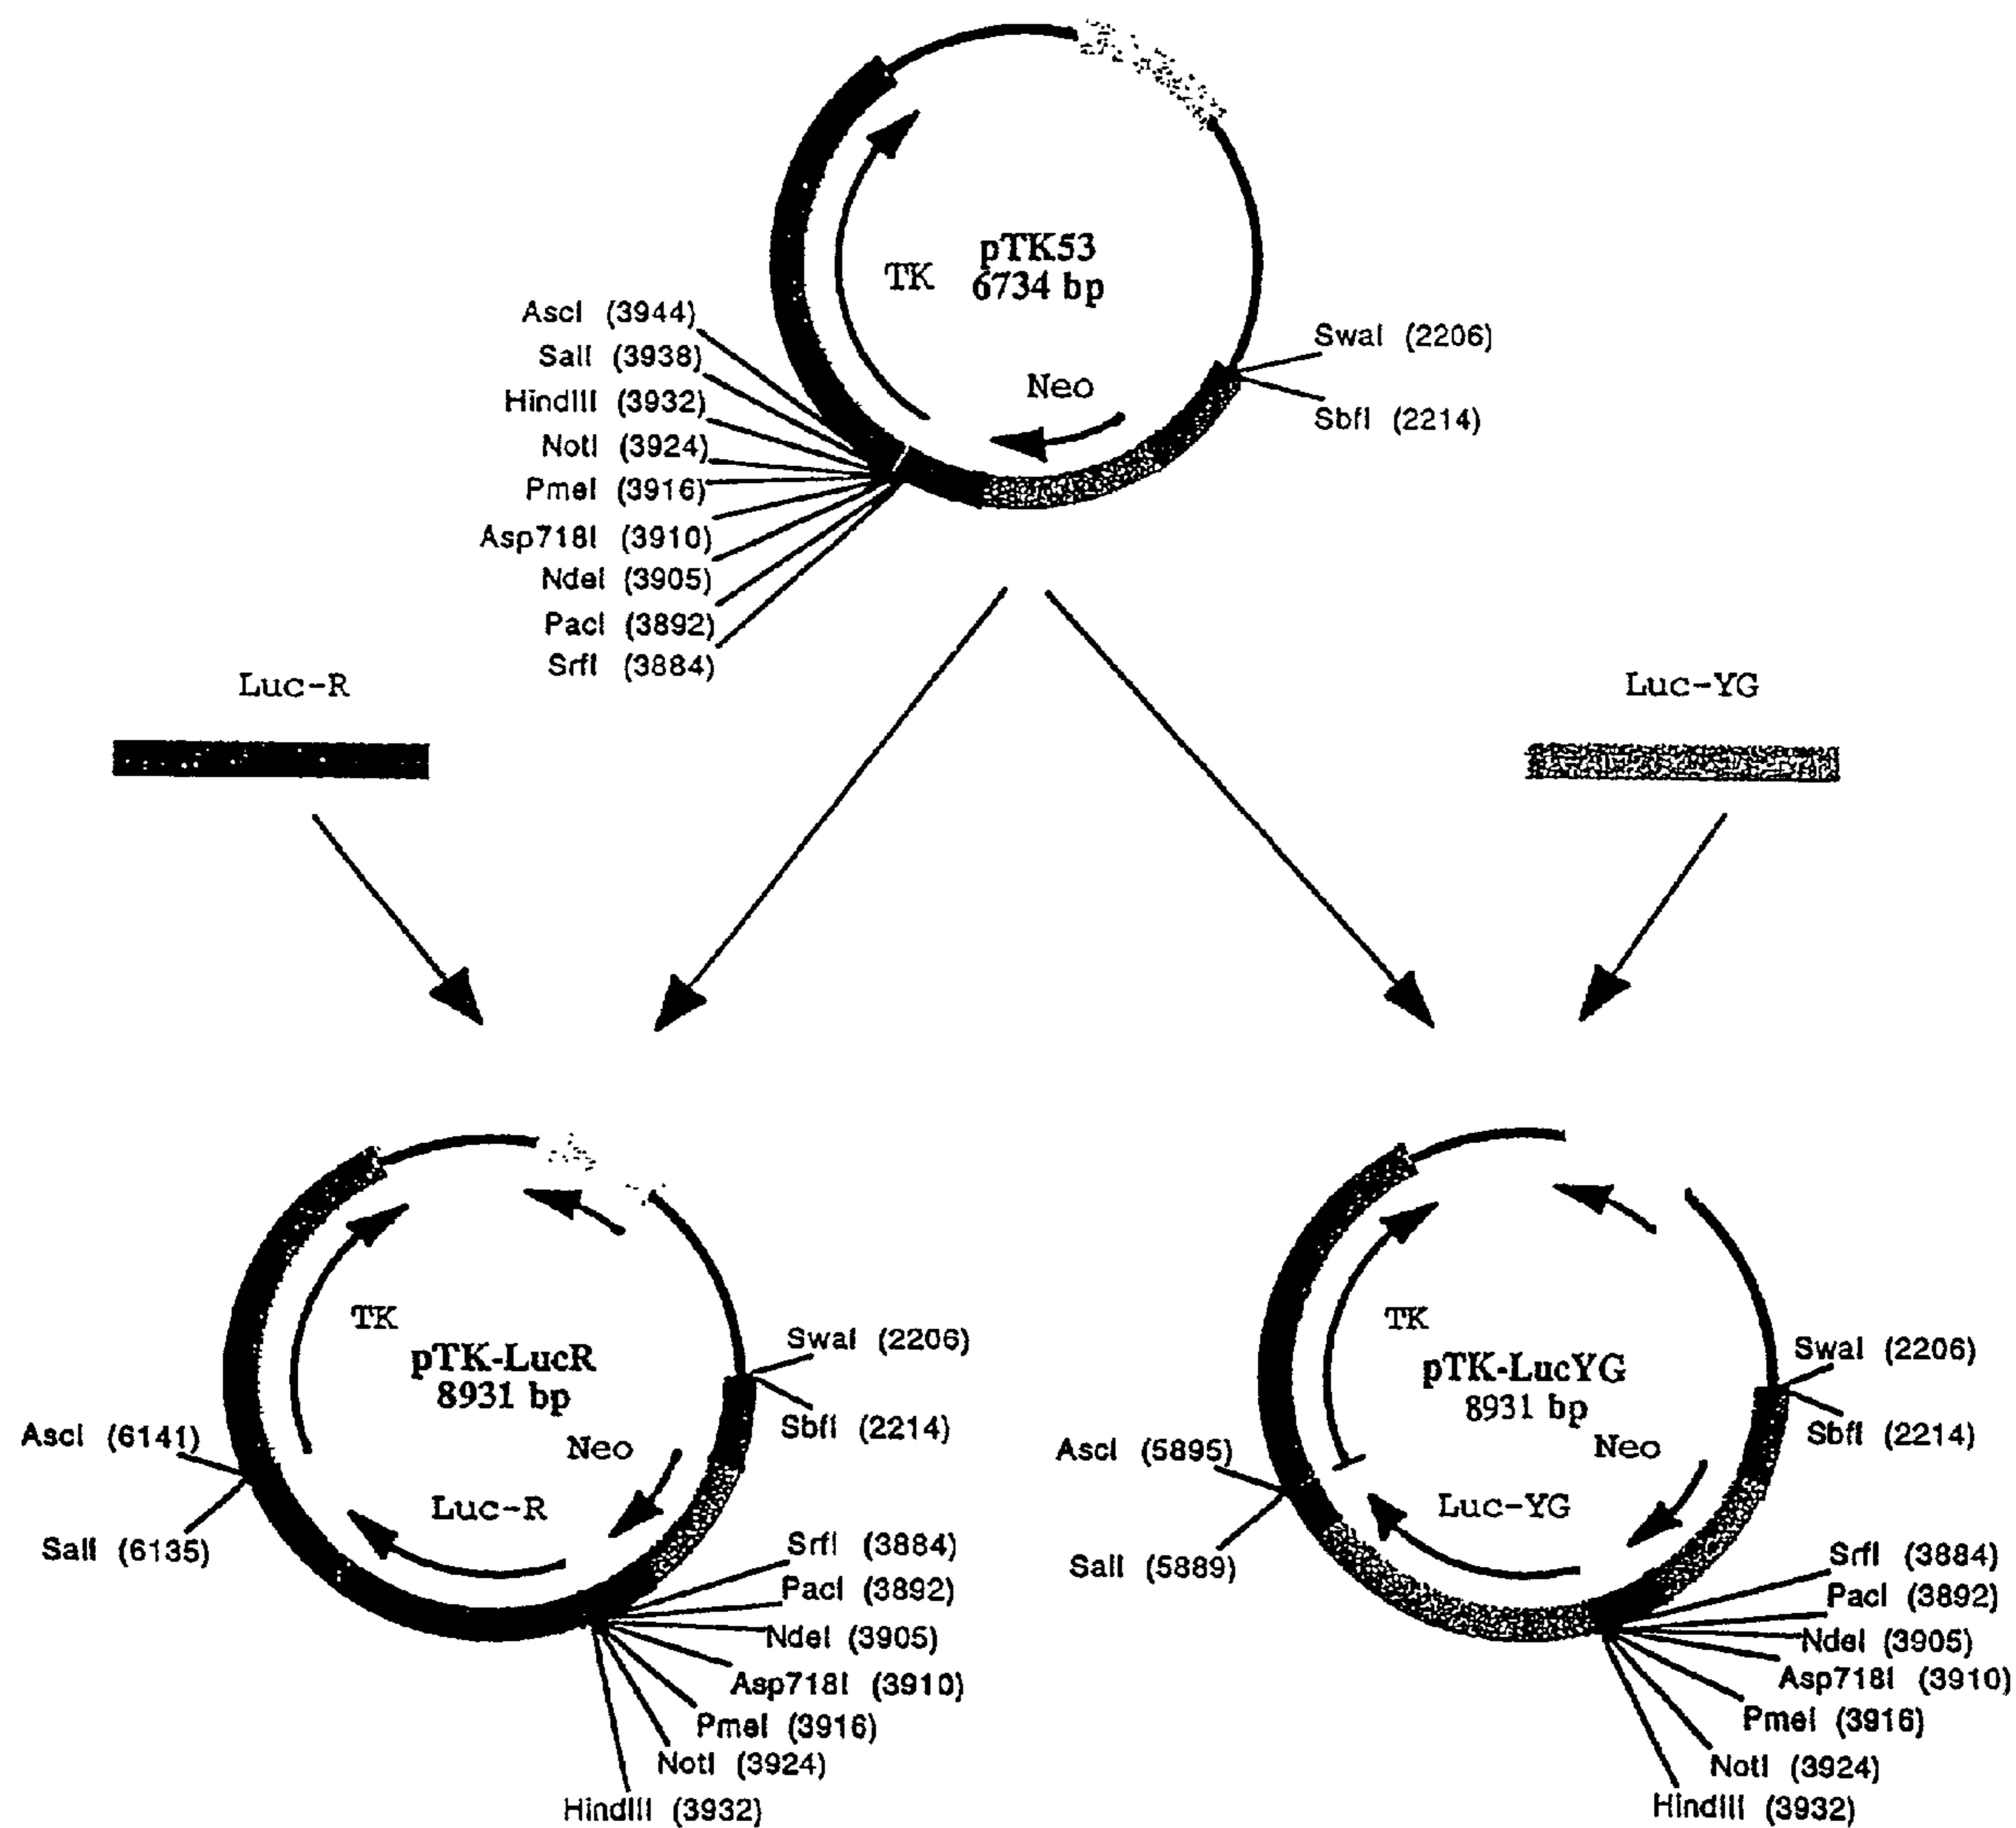 pTK53
6734 bp
TK
Neo
AscI (3944)
SalI (3938)
HindIII (3932)
NotI (3924)
PmeI (3916)
Asp718I (3910)
NdeI (3905)
PacI (3892)
SrfI (3884)
SwaI (2206)
SbfI (2214)
Luc-R
Luc-YG
TK
pTK-LucR
8931 bp
Neo
Luc-R
AscI (6141)
SalI (6135)
SwaI (2206)
SbfI (2214)
SrfI (3884)
PacI (3892)
NdeI (3905)
Asp718I (3910)
PmeI (3916)
NotI (3924)
HindIII (3932)
TK
pTK-LucYG
8931 bp
Neo
Luc-YG
AscI (5895)
SalI (5889)
SwaI (2206)
SbfI (2214)
SrfI (3884)
PacI (3892)
NdeI (3905)
Asp718I (3910)
PmeI (3916)
NotI (3924)
HindIII (3932)